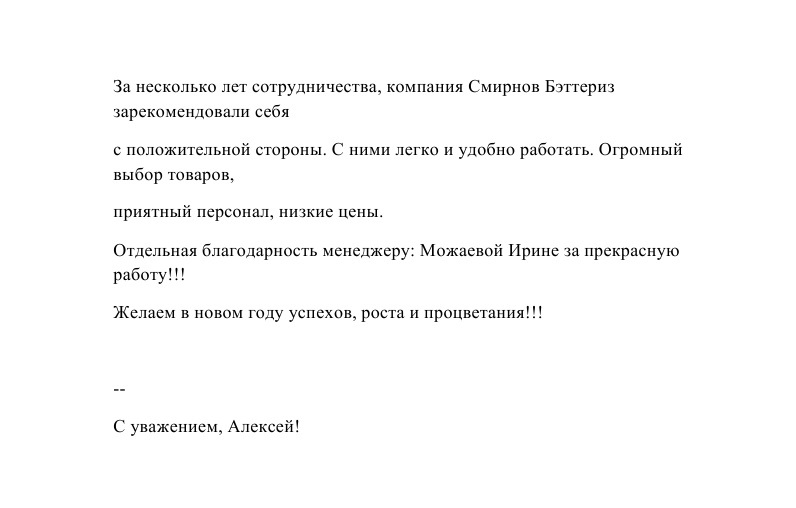 За несколько лет сотрудничества, компания Смирнов Бэттериз
зарекомендовали себя
с положительной стороны. С ними легко и удобно работать. Огромный
выбор товаров,
приятный персонал, низкие цены.
Отдельная благодарность менеджеру: Можаевой Ирине за прекрасную
работу!!!
Желаем в новом году успехов, роста и процветания!!!
--
С уважением, Алексей!